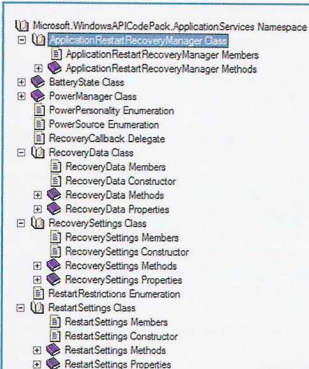 Microsoft.WindowsAPICodePack.ApplicationServices Namespace
ApplicationRestartRecoveryManager Class
ApplicationRestartRecoveryManager Members
ApplicationRestartRecoveryManager Methods
BatteryState Class
PowerManager Class
PowerPersonality Enumeration
PowerSource Enumeration
RecoveryCallback Delegate
RecoveryData Class
RecoveryData Members
RecoveryData Constructor
RecoveryData Methods
RecoveryData Properties
RecoverySettings Class
RecoverySettings Members
RecoverySettings Constructor
RecoverySettings Methods
RecoverySettings Properties
RestartRestrictions Enumeration
RestartSettings Class
RestartSettings Members
RestartSettings Constructor
RestartSettings Methods
RestartSettings Properties